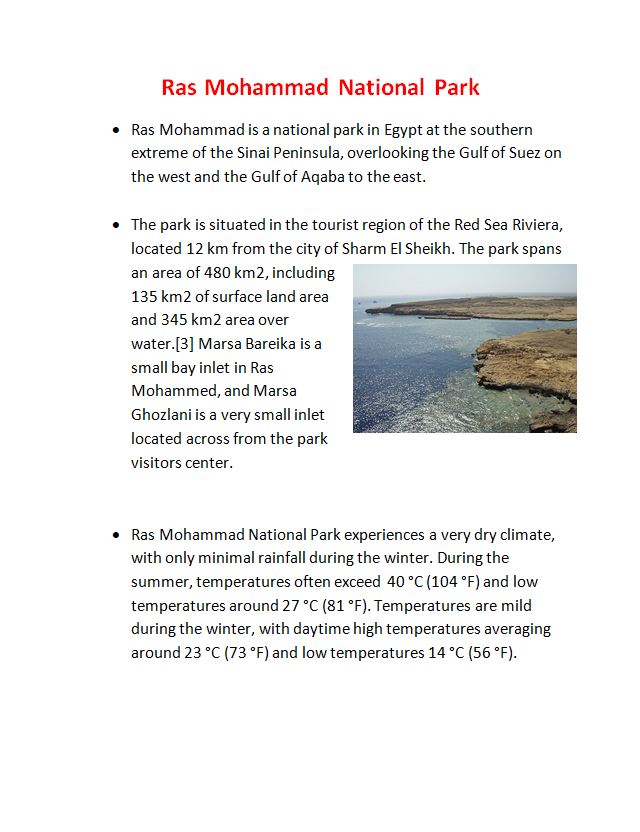 Ras Mohammad National Park
• Ras Mohammad is a national park in Egypt at the southern
extreme of the Sinai Peninsula, overlooking the Gulf of Suez on
the west and the Gulf of Aqaba to the east.
• The park is situated in the tourist region of the Red Sea Riviera,
located 12 km from the city of Sharm El Sheikh. The park spans
an area of 480 km2, including
135 km2 of surface land area
and 345 km2 area over
water.[3] Marsa Bareika is a
small bay inlet in Ras
Mohammed, and Marsa
Ghozlani is a very small inlet
located across from the park
visitors center.
• Ras Mohammad National Park experiences a very dry climate,
with only minimal rainfall during the winter. During the
summer, temperatures often exceed 40 °C (104 °F) and low
temperatures around 27 °C (81 °F). Temperatures are mild
during the winter, with daytime high temperatures averaging
around 23 °C (73 °F) and low temperatures 14 °C (56 °F).